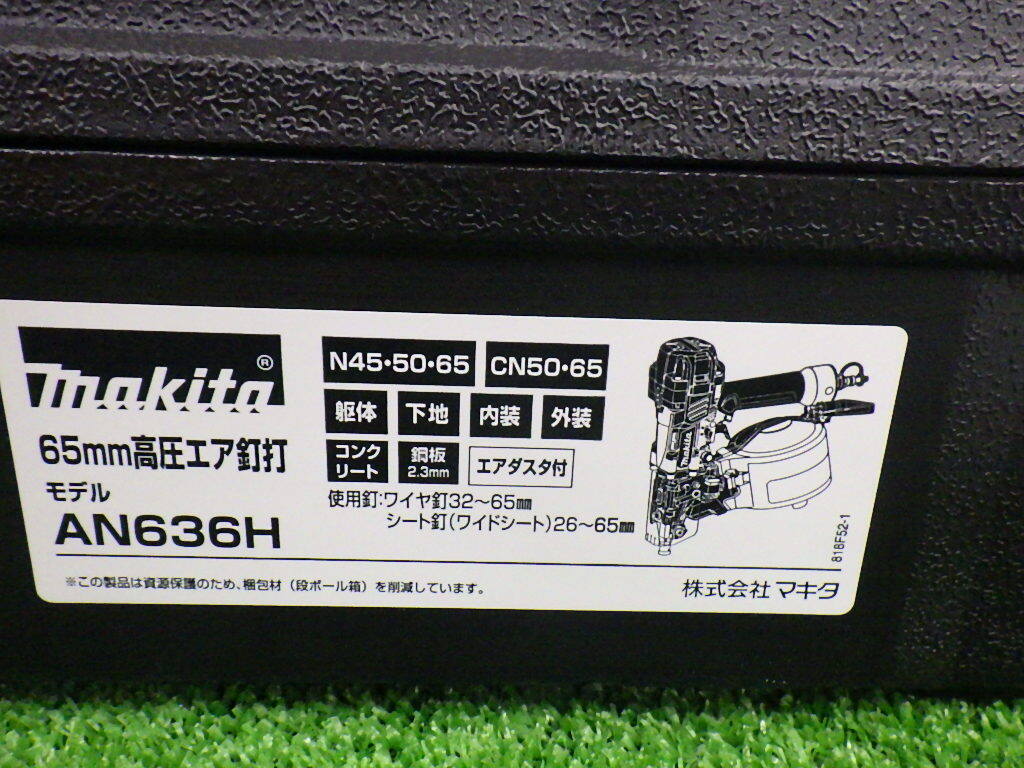 makita®
65mm高圧エア釘打
モデル
AN636H
N45・50・65 CN50・65
躯体 下地 内装 外装
コンクリート 鋼板2.3mm エアダスタ付
使用釘:ワイヤ釘32～65㎜
シート釘(ワイドシート)26～65㎜
makita
818F52-1
※この製品は資源保護のため、梱包材(段ボール箱)を削減しています。
株式会社マキタ